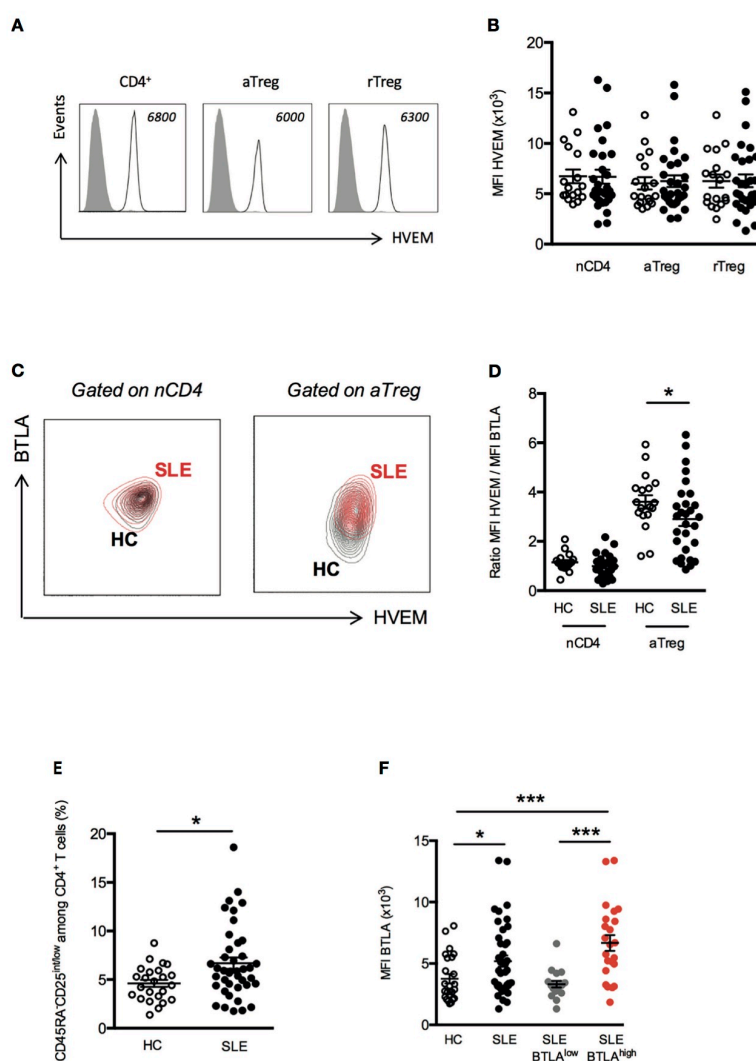 A
CD4⁺ aTreg rTreg
Events
6800 6000 6300
HVEM
B
MFI HVEM (x10³)
20
15
10
5
0
nCD4 aTreg rTreg
C
Gated on nCD4 Gated on aTreg
BTLA
SLE SLE
HC HC
HVEM
D
Ratio MFI HVEM / MFI BTLA
8
6
4
2
0
*
HC SLE HC SLE
nCD4 aTreg
E
CD45RA⁻CD25ⁱⁿᵗ/ˡᵒʷ among CD4⁺ T cells (%)
20
15
10
5
0
*
HC SLE
F
MFI BTLA (x10³)
15
10
5
0
***
* ***
HC SLE SLE SLE
BTLAˡᵒʷ BTLAʰⁱᵍʰ